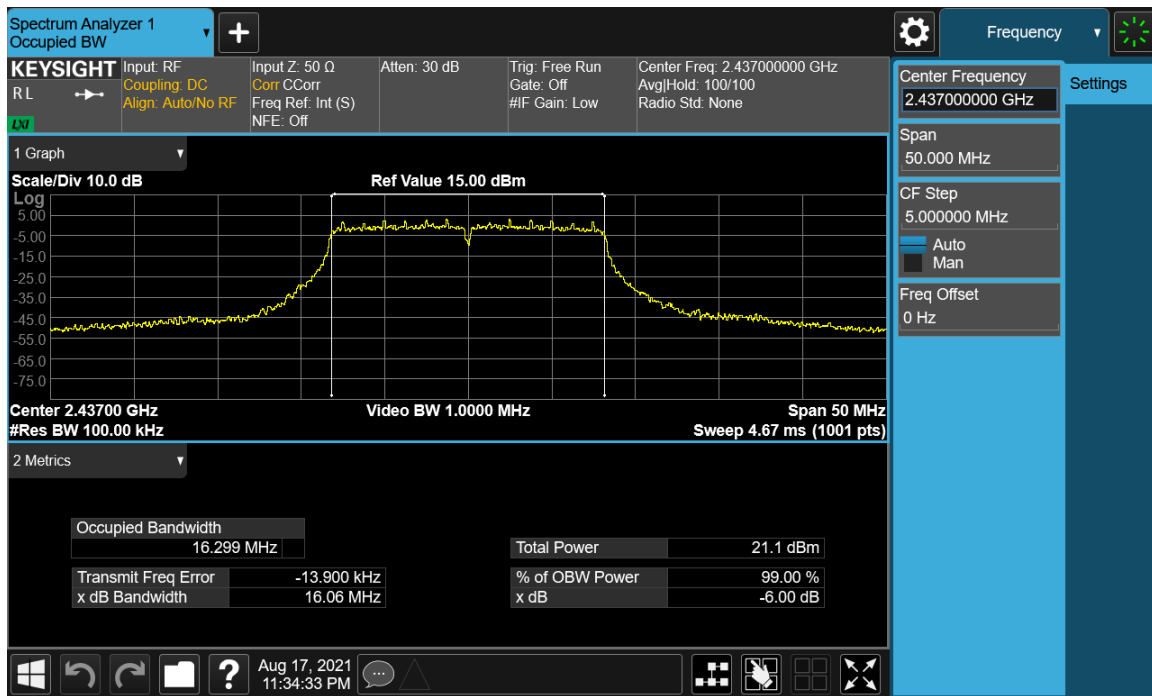 Spectrum Analyzer 1
Occupied BW
+
Frequency
KEYSIGHT
RL
LXI
Input: RF
Coupling: DC
Align: Auto/No RF
Input Z: 50 Ω
Corr CCorr
Freq Ref: Int (S)
NFE: Off
Atten: 30 dB
Trig: Free Run
Gate: Off
#IF Gain: Low
Center Freq: 2.437000000 GHz
Avg|Hold: 100/100
Radio Std: None
Center Frequency
2.437000000 GHz
Settings
Span
50.000 MHz
CF Step
5.000000 MHz
Auto
Man
Freq Offset
0 Hz
1 Graph
Scale/Div 10.0 dB
Ref Value 15.00 dBm
Log
5.00
-5.00
-15.0
-25.0
-35.0
-45.0
-55.0
-65.0
-75.0
Center 2.43700 GHz
Video BW 1.0000 MHz
Span 50 MHz
#Res BW 100.00 kHz
Sweep 4.67 ms (1001 pts)
2 Metrics
Occupied Bandwidth
16.299 MHz
Total Power 21.1 dBm
Transmit Freq Error -13.900 kHz
% of OBW Power 99.00 %
x dB Bandwidth 16.06 MHz
x dB -6.00 dB
?
Aug 17, 2021
11:34:33 PM